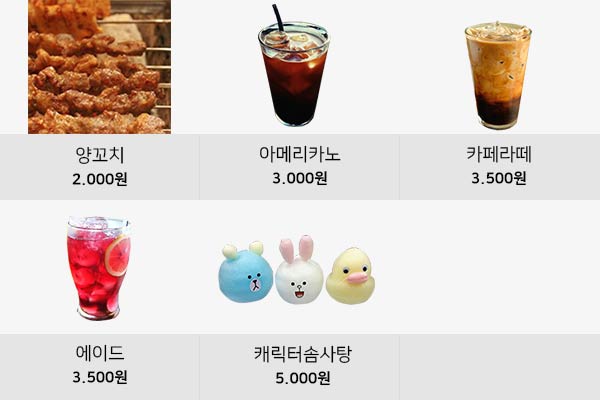 양꼬치
2.000원
아메리카노
3.000원
카페라떼
3.500원
에이드
3.500원
캐릭터솜사탕
5.000원